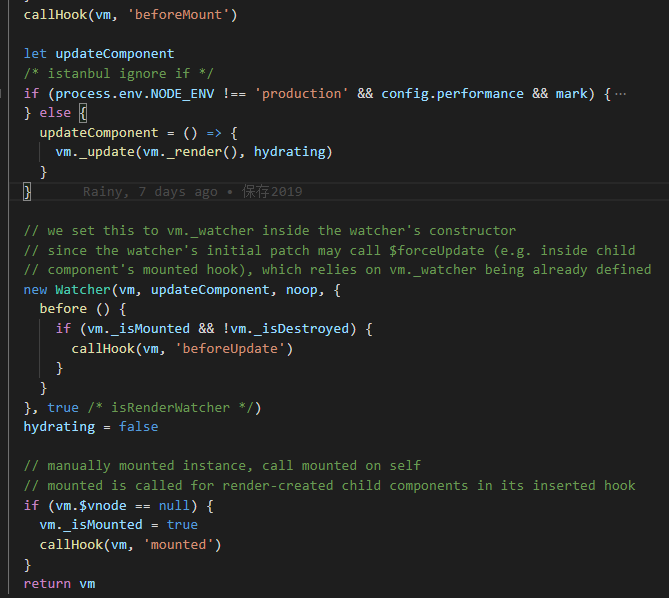 callHook(vm, 'beforeMount')
let updateComponent
/* istanbul ignore if */
if (process.env.NODE_ENV !== 'production' && config.performance && mark) {…
} else {
updateComponent = () => {
vm._update(vm._render(), hydrating)
}
} Rainy, 7 days ago • 保存2019
// we set this to vm._watcher inside the watcher's constructor
// since the watcher's initial patch may call $forceUpdate (e.g. inside child
// component's mounted hook), which relies on vm._watcher being already defined
new Watcher(vm, updateComponent, noop, {
before () {
if (vm._isMounted && !vm._isDestroyed) {
callHook(vm, 'beforeUpdate')
}
}
}, true /* isRenderWatcher */)
hydrating = false
// manually mounted instance, call mounted on self
// mounted is called for render-created child components in its inserted hook
if (vm.$vnode == null) {
vm._isMounted = true
callHook(vm, 'mounted')
}
return vm